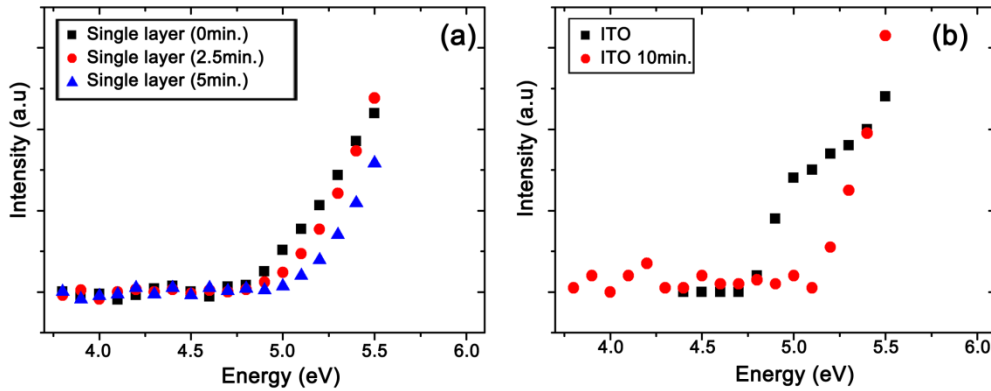 Single layer (0min.)
Single layer (2.5min.)
Single layer (5min.)
(a)
Intensity (a.u)
4.0 4.5 5.0 5.5 6.0
Energy (eV)
ITO
ITO 10min.
(b)
Intensity (a.u)
4.0 4.5 5.0 5.5 6.0
Energy (eV)